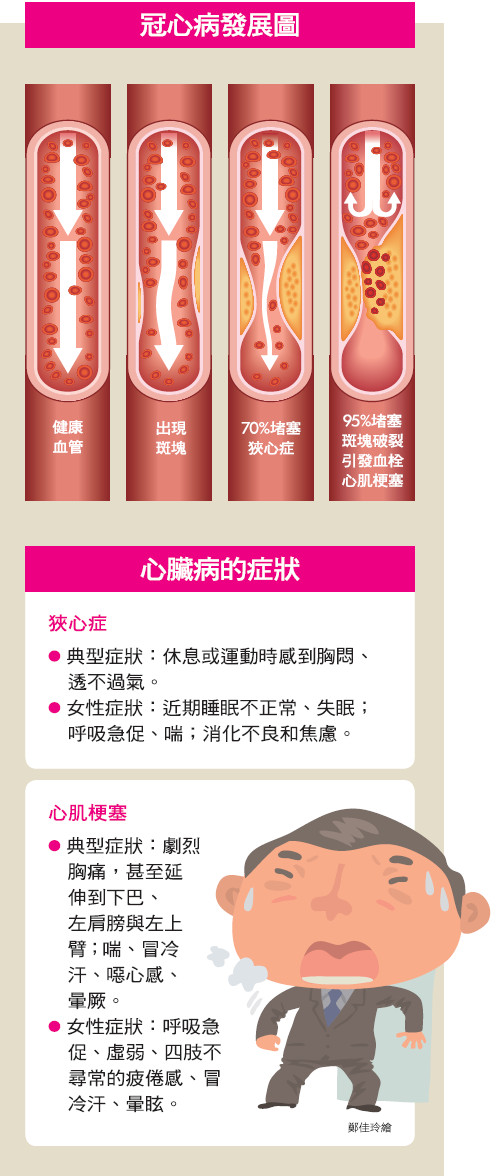 冠心病發展圖
健康
血管
出現
斑塊
70%堵塞
狹心症
95%堵塞
斑塊破裂
引發血栓
心肌梗塞
心臟病的症狀
狹心症
● 典型症狀：休息或運動時感到胸悶、
透不過氣。
● 女性症狀：近期睡眠不正常、失眠；
呼吸急促、喘；消化不良和焦慮。
心肌梗塞
● 典型症狀：劇烈
胸痛，甚至延
伸到下巴、
左肩膀與左上
臂；喘、冒冷
汗、噁心感、
暈厥。
● 女性症狀：呼吸急
促、虛弱、四肢不
尋常的疲倦感、冒
冷汗、暈眩。
鄭佳玲繪